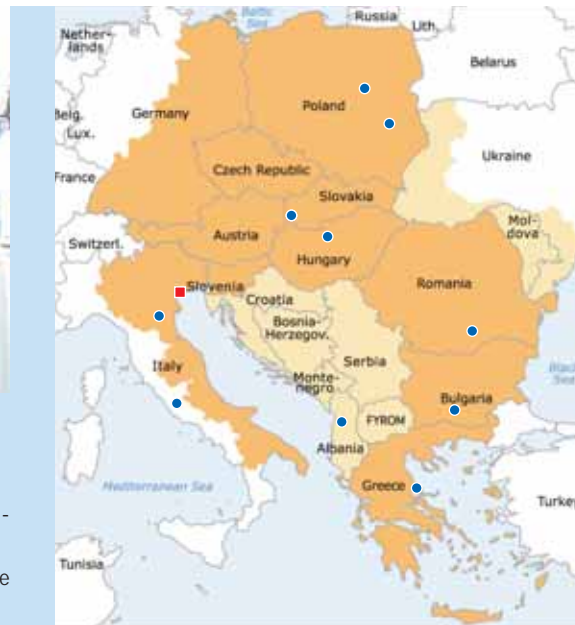 Baltic
Sea
Russia
Lith.
Nether-
lands
Belarus
Poland
Belg.
Germany
Lux.
Ukraine
Czech Republic
France
Slovakia
Mol-
dova
Switzerl.
Austria
Hungary
Romania
Slovenia
Croatia
Bosnia-
Herzegov.
Serbia
Italy
Monte-
negro
Black
Sea
Bulgaria
FYROM
Albania
Mediterranean Sea
Greece
Turkey
-
Tunisia
e